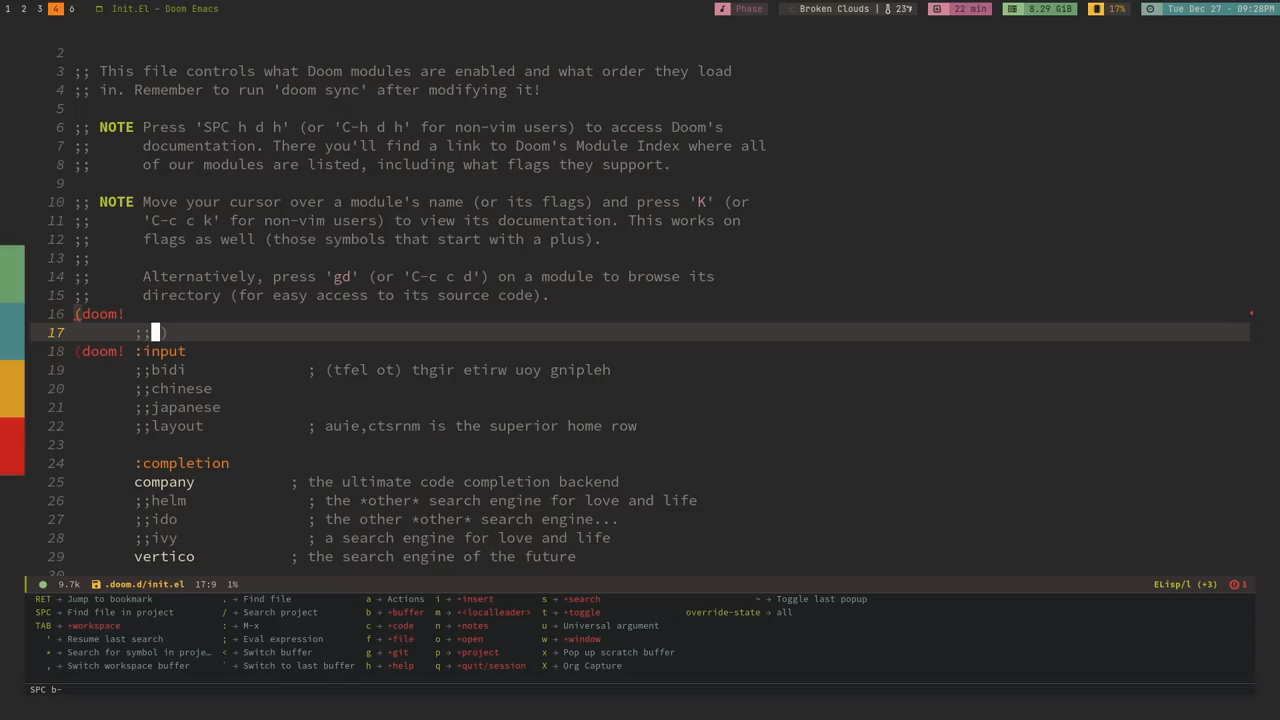 1 2 3 4 6 Init.El - Doom Emacs Phase Broken Clouds | 23°F 22 min 8.29 GiB 17% Tue Dec 27 - 09:28PM
2
3 ;; This file controls what Doom modules are enabled and what order they load
4 ;; in. Remember to run 'doom sync' after modifying it!
5
6 ;; NOTE Press 'SPC h d h' (or 'C-h d h' for non-vim users) to access Doom's
7 ;; documentation. There you'll find a link to Doom's Module Index where all
8 ;; of our modules are listed, including what flags they support.
9
10 ;; NOTE Move your cursor over a module's name (or its flags) and press 'K' (or
11 ;; 'C-c c k' for non-vim users) to view its documentation. This works on
12 ;; flags as well (those symbols that start with a plus).
13 ;;
14 ;; Alternatively, press 'gd' (or 'C-c c d') on a module to browse its
15 ;; directory (for easy access to its source code).
16 (doom!
17 ;; )
18 (doom! :input
19 ;;bidi ; (tfel ot) thgir etirw uoy gnipleh
20 ;;chinese
21 ;;japanese
22 ;;layout ; auie,ctsrnm is the superior home row
23
24 :completion
25 company ; the ultimate code completion backend
26 ;;helm ; the *other* search engine for love and life
27 ;;ido ; the other *other* search engine...
28 ;;ivy ; a search engine for love and life
29 vertico ; the search engine of the future
30
9.7k .doom.d/init.el 17:9 1% ELisp/l (+3) 1
RET → Jump to bookmark . → Find file a → Actions i → +insert s → +search ~ → Toggle last popup
SPC → Find file in project / → Search project b → +buffer m → +<localleader> t → +toggle override-state → all
TAB → +workspace : → M-x c → +code n → +notes u → Universal argument
' → Resume last search ; → Eval expression f → +file o → +open w → +window
* → Search for symbol in proje… < → Switch buffer g → +git p → +project x → Pop up scratch buffer
, → Switch workspace buffer ` → Switch to last buffer h → +help q → +quit/session X → Org Capture
SPC b-